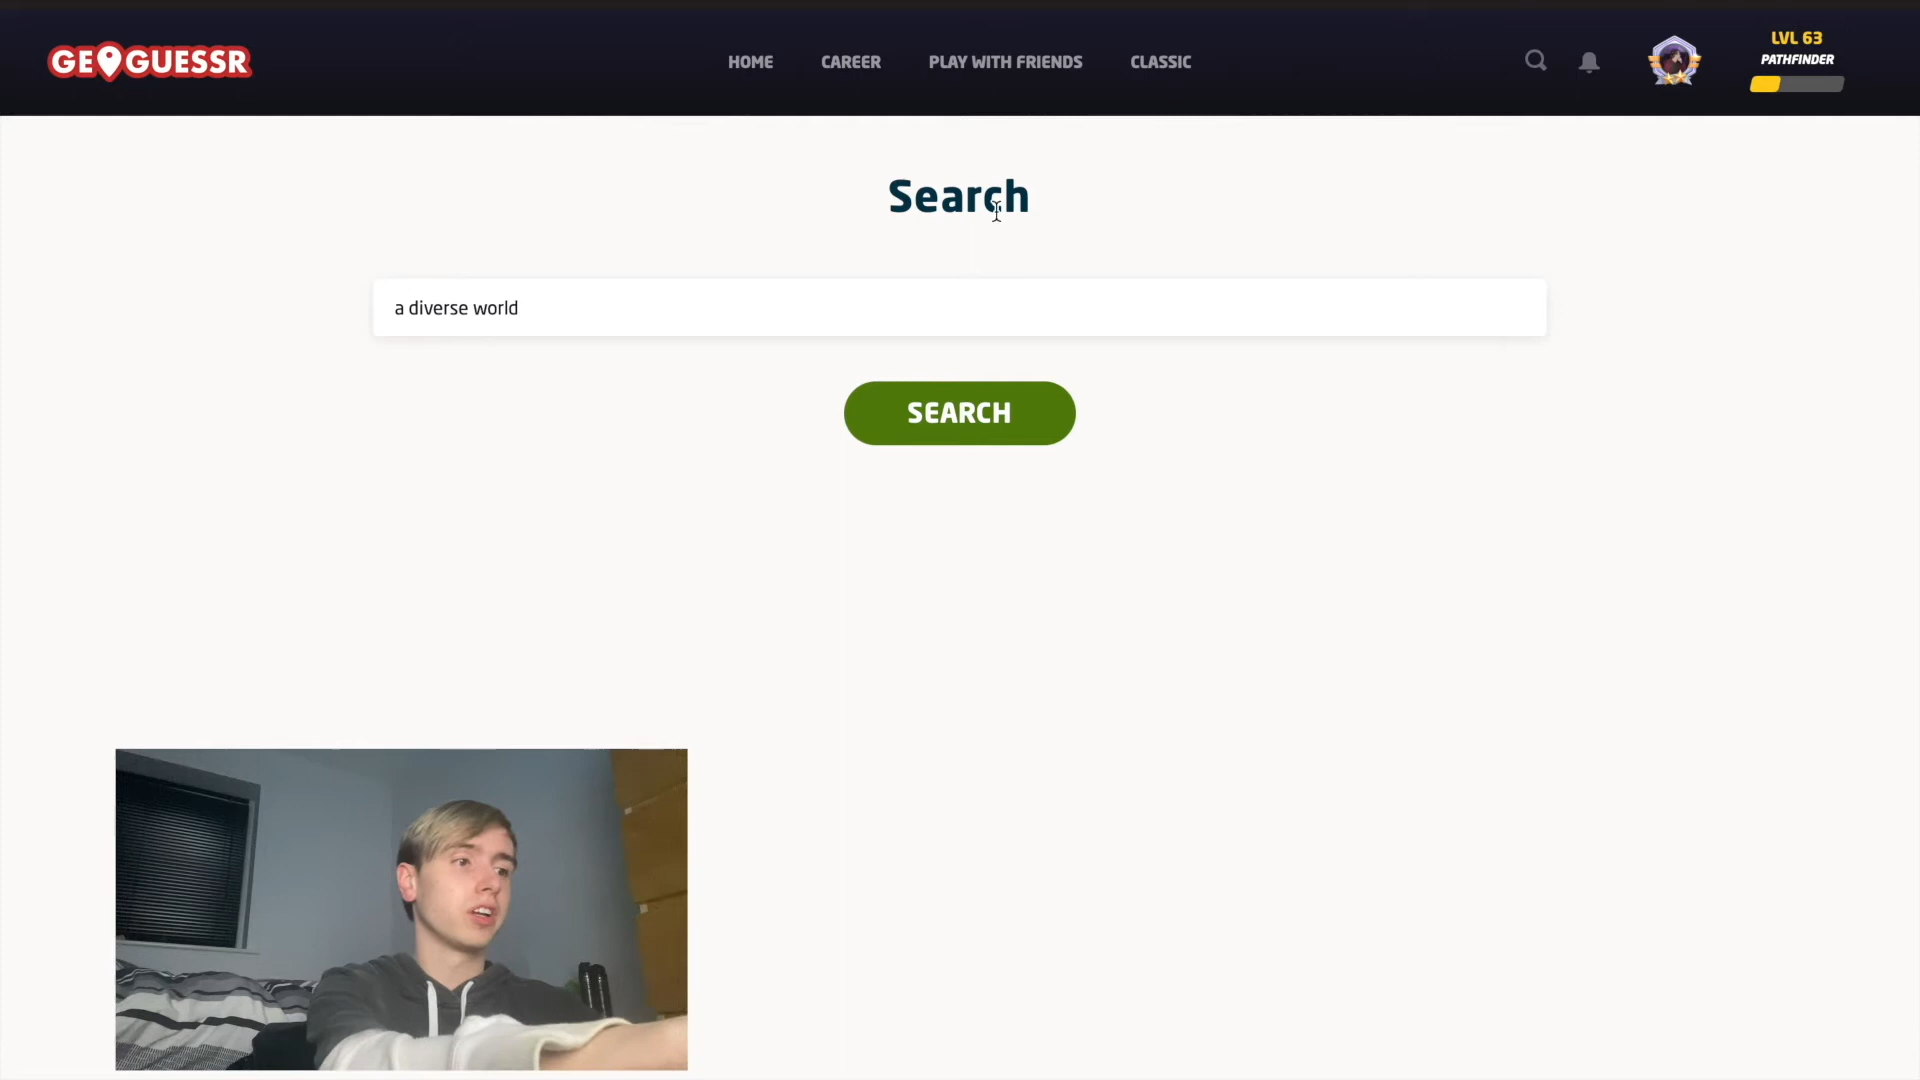 GEOGUESSR
HOME CAREER PLAY WITH FRIENDS CLASSIC
LVL 63
PATHFINDER
Search
a diverse world
SEARCH